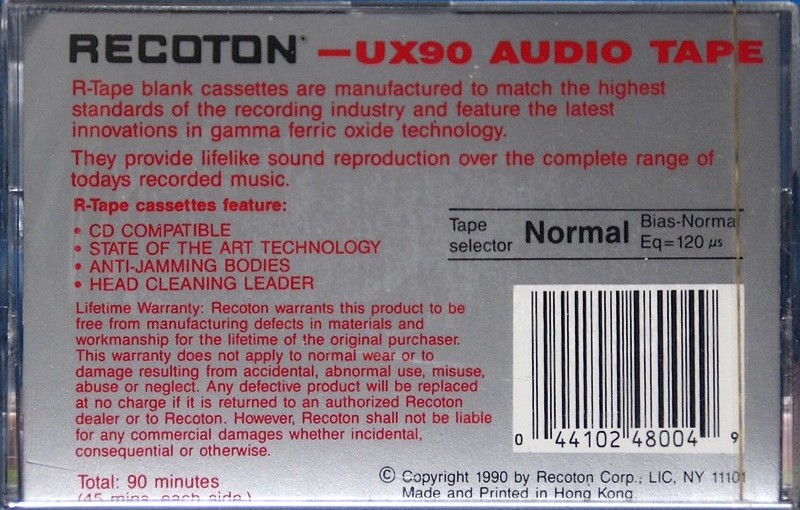 RECOTON® —UX90 AUDIO TAPE
R-Tape blank cassettes are manufactured to match the highest
standards of the recording industry and feature the latest
innovations in gamma ferric oxide technology.
They provide lifelike sound reproduction over the complete range of
todays recorded music.
R-Tape cassettes feature:
• CD COMPATIBLE
• STATE OF THE ART TECHNOLOGY
• ANTI-JAMMING BODIES
• HEAD CLEANING LEADER
Tape
selector
Normal
Bias-Normal
Eq=120 µs
Lifetime Warranty: Recoton warrants this product to be
free from manufacturing defects in materials and
workmanship for the lifetime of the original purchaser.
This warranty does not apply to normal wear or to
damage resulting from accidental, abnormal use, misuse,
abuse or neglect. Any defective product will be replaced
at no charge if it is returned to an authorized Recoton
dealer or to Recoton. However, Recoton shall not be liable
for any commercial damages whether incidental,
consequential or otherwise.
0 44102 48004 9
Total: 90 minutes
(45 mins. each side)
© Copyright 1990 by Recoton Corp., LIC, NY 11101
Made and Printed in Hong Kong.